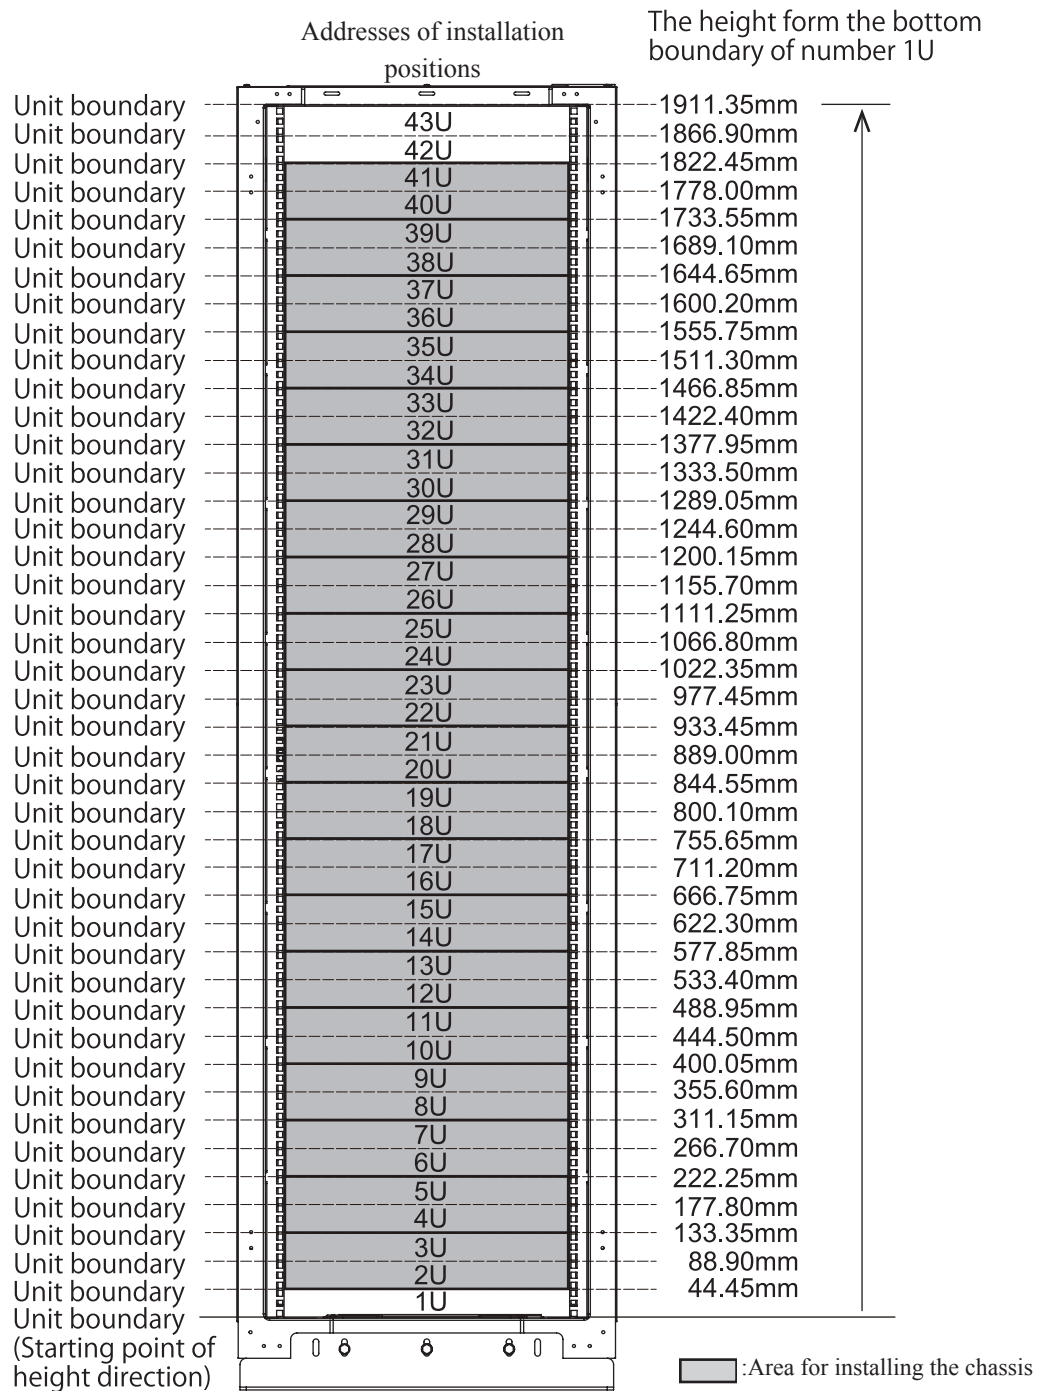 Addresses of installation
positions
The height form the bottom
boundary of number 1U
Unit boundary 1911.35mm
43U
Unit boundary 1866.90mm
42U
Unit boundary 1822.45mm
41U
Unit boundary 1778.00mm
40U
Unit boundary 1733.55mm
39U
Unit boundary 1689.10mm
38U
Unit boundary 1644.65mm
37U
Unit boundary 1600.20mm
36U
Unit boundary 1555.75mm
35U
Unit boundary 1511.30mm
34U
Unit boundary 1466.85mm
33U
Unit boundary 1422.40mm
32U
Unit boundary 1377.95mm
31U
Unit boundary 1333.50mm
30U
Unit boundary 1289.05mm
29U
Unit boundary 1244.60mm
28U
Unit boundary 1200.15mm
27U
Unit boundary 1155.70mm
26U
Unit boundary 1111.25mm
25U
Unit boundary 1066.80mm
24U
Unit boundary 1022.35mm
23U
Unit boundary 977.45mm
22U
Unit boundary 933.45mm
21U
Unit boundary 889.00mm
20U
Unit boundary 844.55mm
19U
Unit boundary 800.10mm
18U
Unit boundary 755.65mm
17U
Unit boundary 711.20mm
16U
Unit boundary 666.75mm
15U
Unit boundary 622.30mm
14U
Unit boundary 577.85mm
13U
Unit boundary 533.40mm
12U
Unit boundary 488.95mm
11U
Unit boundary 444.50mm
10U
Unit boundary 400.05mm
9U
Unit boundary 355.60mm
8U
Unit boundary 311.15mm
7U
Unit boundary 266.70mm
6U
Unit boundary 222.25mm
5U
Unit boundary 177.80mm
4U
Unit boundary 133.35mm
3U
Unit boundary 88.90mm
2U
Unit boundary 44.45mm
1U
Unit boundary
(Starting point of
height direction)
:Area for installing the chassis